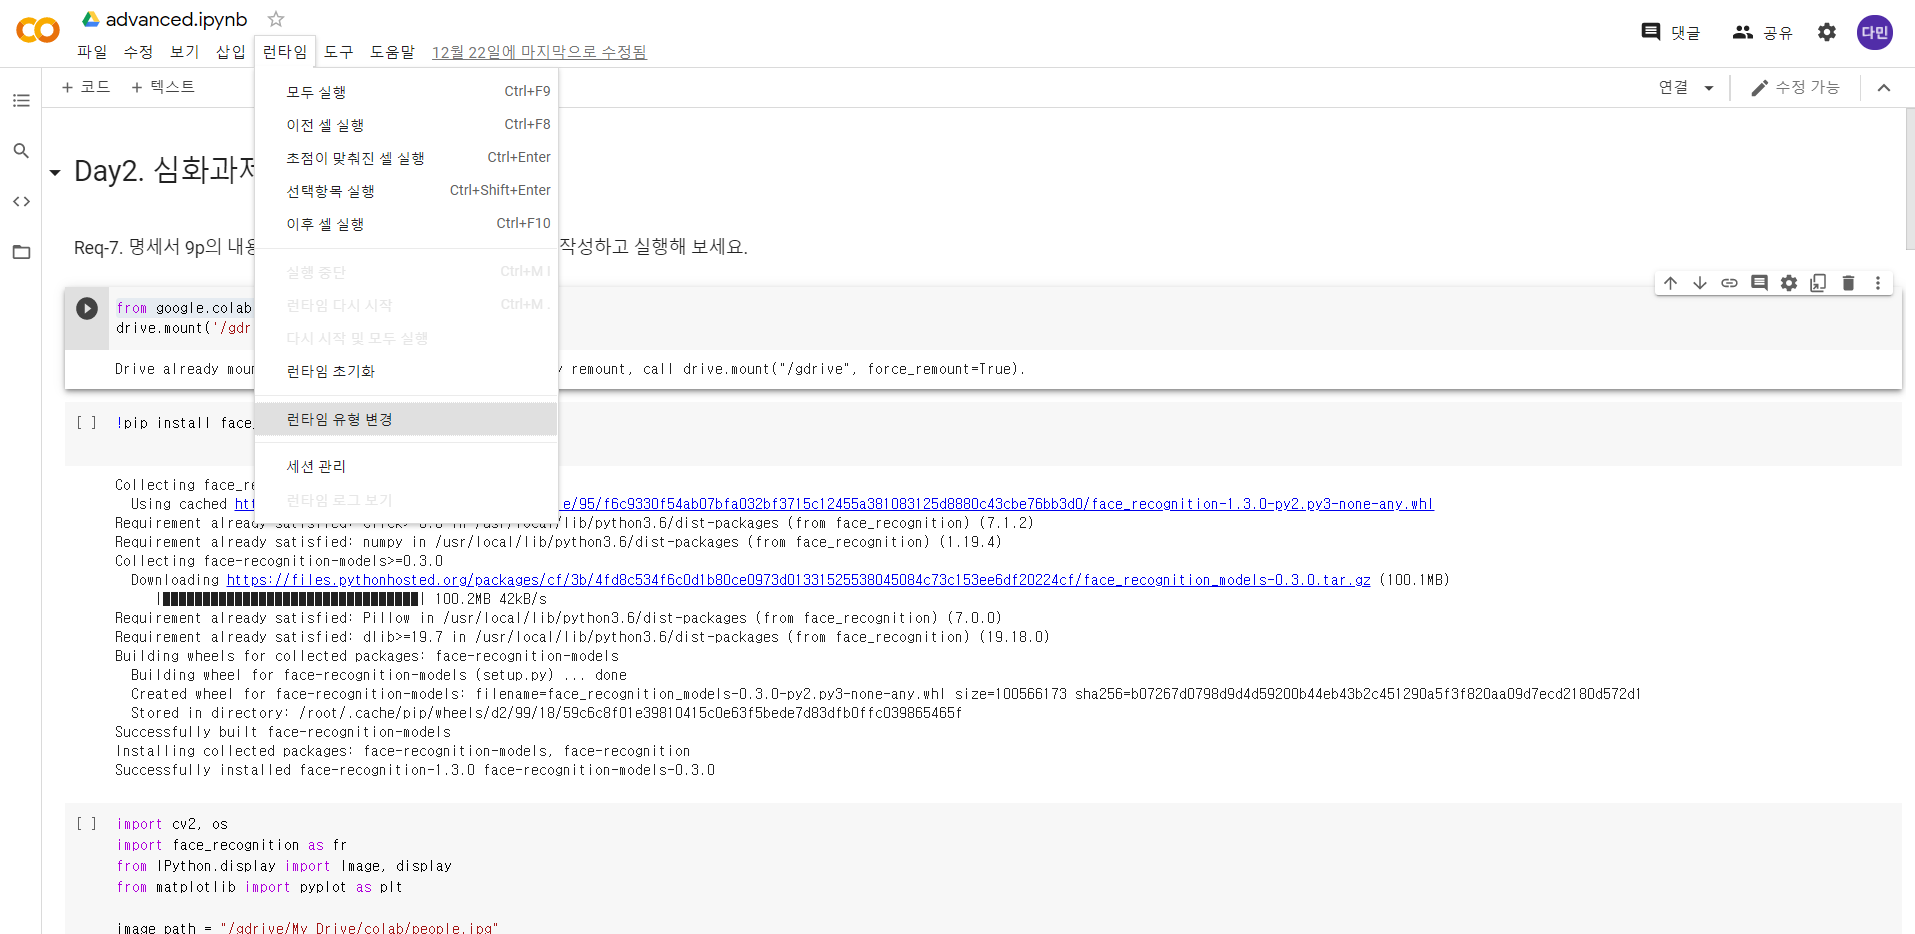 advanced.ipynb
파일 수정 보기 삽입 런타임 도구 도움말 12월 22일에 마지막으로 수정됨
댓글 공유 다민
+ 코드 + 텍스트
연결 수정 가능
모두 실행 Ctrl+F9
이전 셀 실행 Ctrl+F8
초점이 맞춰진 셀 실행 Ctrl+Enter
선택항목 실행 Ctrl+Shift+Enter
이후 셀 실행 Ctrl+F10
실행 중단 Ctrl+M I
런타임 다시 시작 Ctrl+M .
다시 시작 및 모두 실행
런타임 초기화
런타임 유형 변경
세션 관리
런타임 로그 보기
Day2. 심화과제
Req-7. 명세서 9p의 내용 작성하고 실행해 보세요.
from google.colab
drive.mount('/gdr
Drive already moun remount, call drive.mount("/gdrive", force_remount=True).
[ ] !pip install face_
Collecting face_re
Using cached htt e/95/f6c9330f54ab07bfa032bf3715c12455a381083125d8880c43cbe76bb3d0/face_recognition-1.3.0-py2.py3-none-any.whl
Requirement already satisfied: Click>=6.0 in /usr/local/lib/python3.6/dist-packages (from face_recognition) (7.1.2)
Requirement already satisfied: numpy in /usr/local/lib/python3.6/dist-packages (from face_recognition) (1.19.4)
Collecting face-recognition-models>=0.3.0
Downloading https://files.pythonhosted.org/packages/cf/3b/4fd8c534f6c0d1b80ce0973d01331525538045084c73c153ee6df20224cf/face_recognition_models-0.3.0.tar.gz (100.1MB)
100.2MB 42kB/s
Requirement already satisfied: Pillow in /usr/local/lib/python3.6/dist-packages (from face_recognition) (7.0.0)
Requirement already satisfied: dlib>=19.7 in /usr/local/lib/python3.6/dist-packages (from face_recognition) (19.18.0)
Building wheels for collected packages: face-recognition-models
Building wheel for face-recognition-models (setup.py) ... done
Created wheel for face-recognition-models: filename=face_recognition_models-0.3.0-py2.py3-none-any.whl size=100566173 sha256=b07267d0798d9d4d59200b44eb43b2c451290a5f3f820aa09d7ecd2180d572d1
Stored in directory: /root/.cache/pip/wheels/d2/99/18/59c6c8f01e39810415c0e63f5bede7d83dfb0ffc039865465f
Successfully built face-recognition-models
Installing collected packages: face-recognition-models, face-recognition
Successfully installed face-recognition-1.3.0 face-recognition-models-0.3.0
[ ] import cv2, os
import face_recognition as fr
from IPython.display import Image, display
from matplotlib import pyplot as plt
image_path = "/gdrive/My Drive/colab/people.jpg"